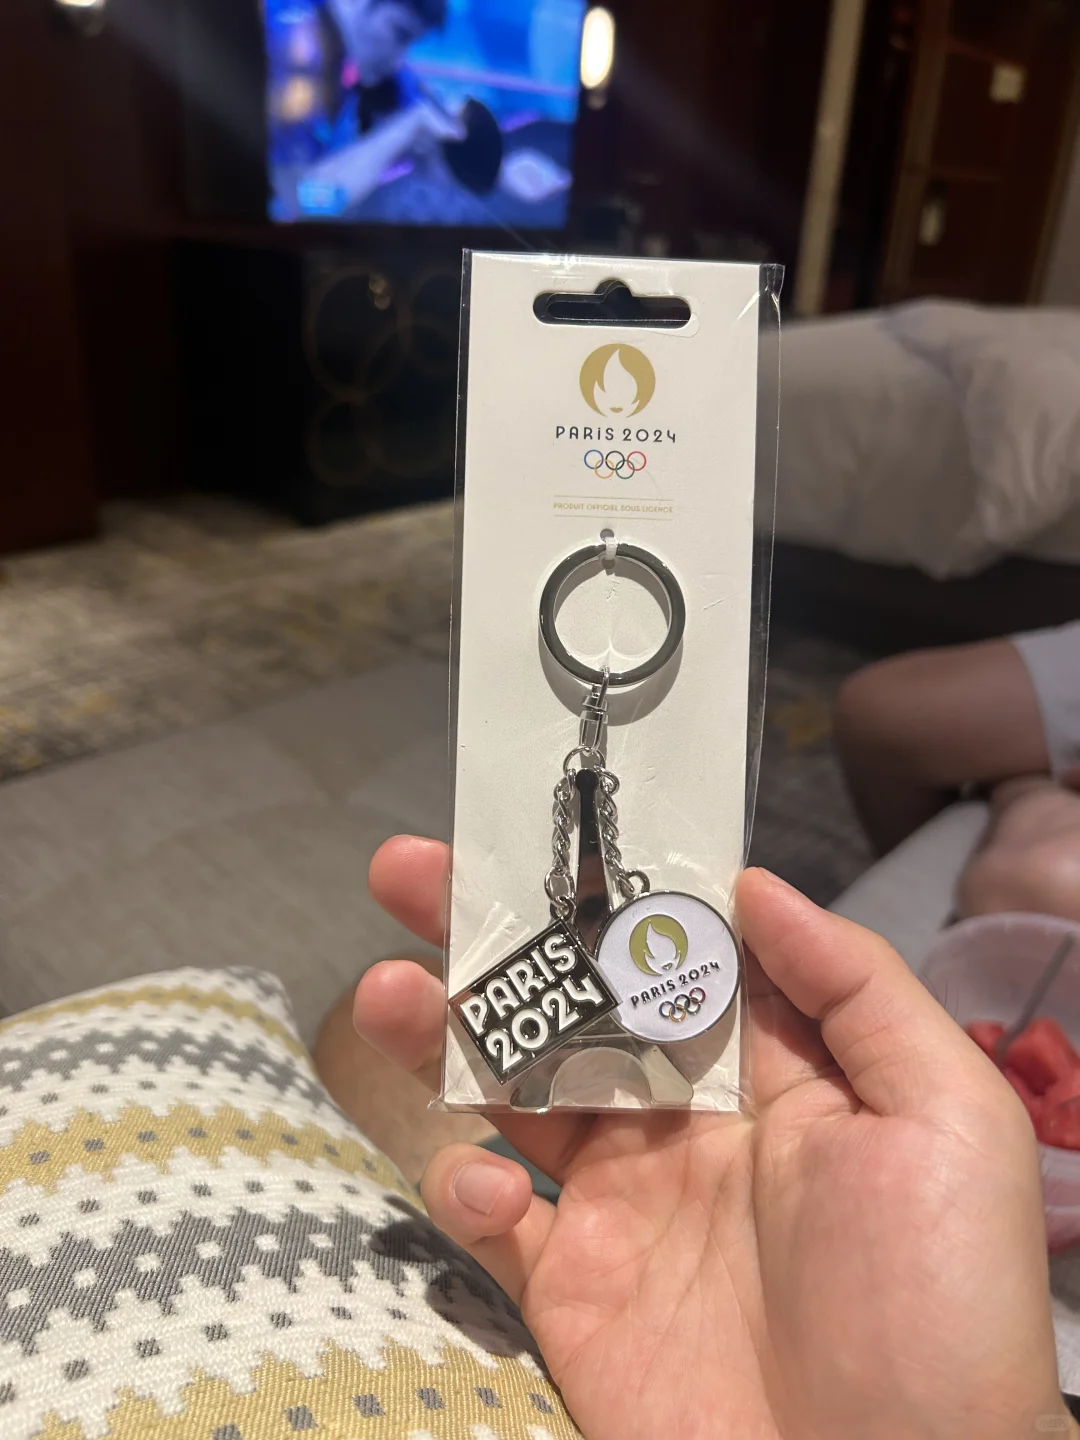 PARIS 2024
PRODUIT OFFICIEL SOUS LICENCE
PARIS
2024
PARIS 2024